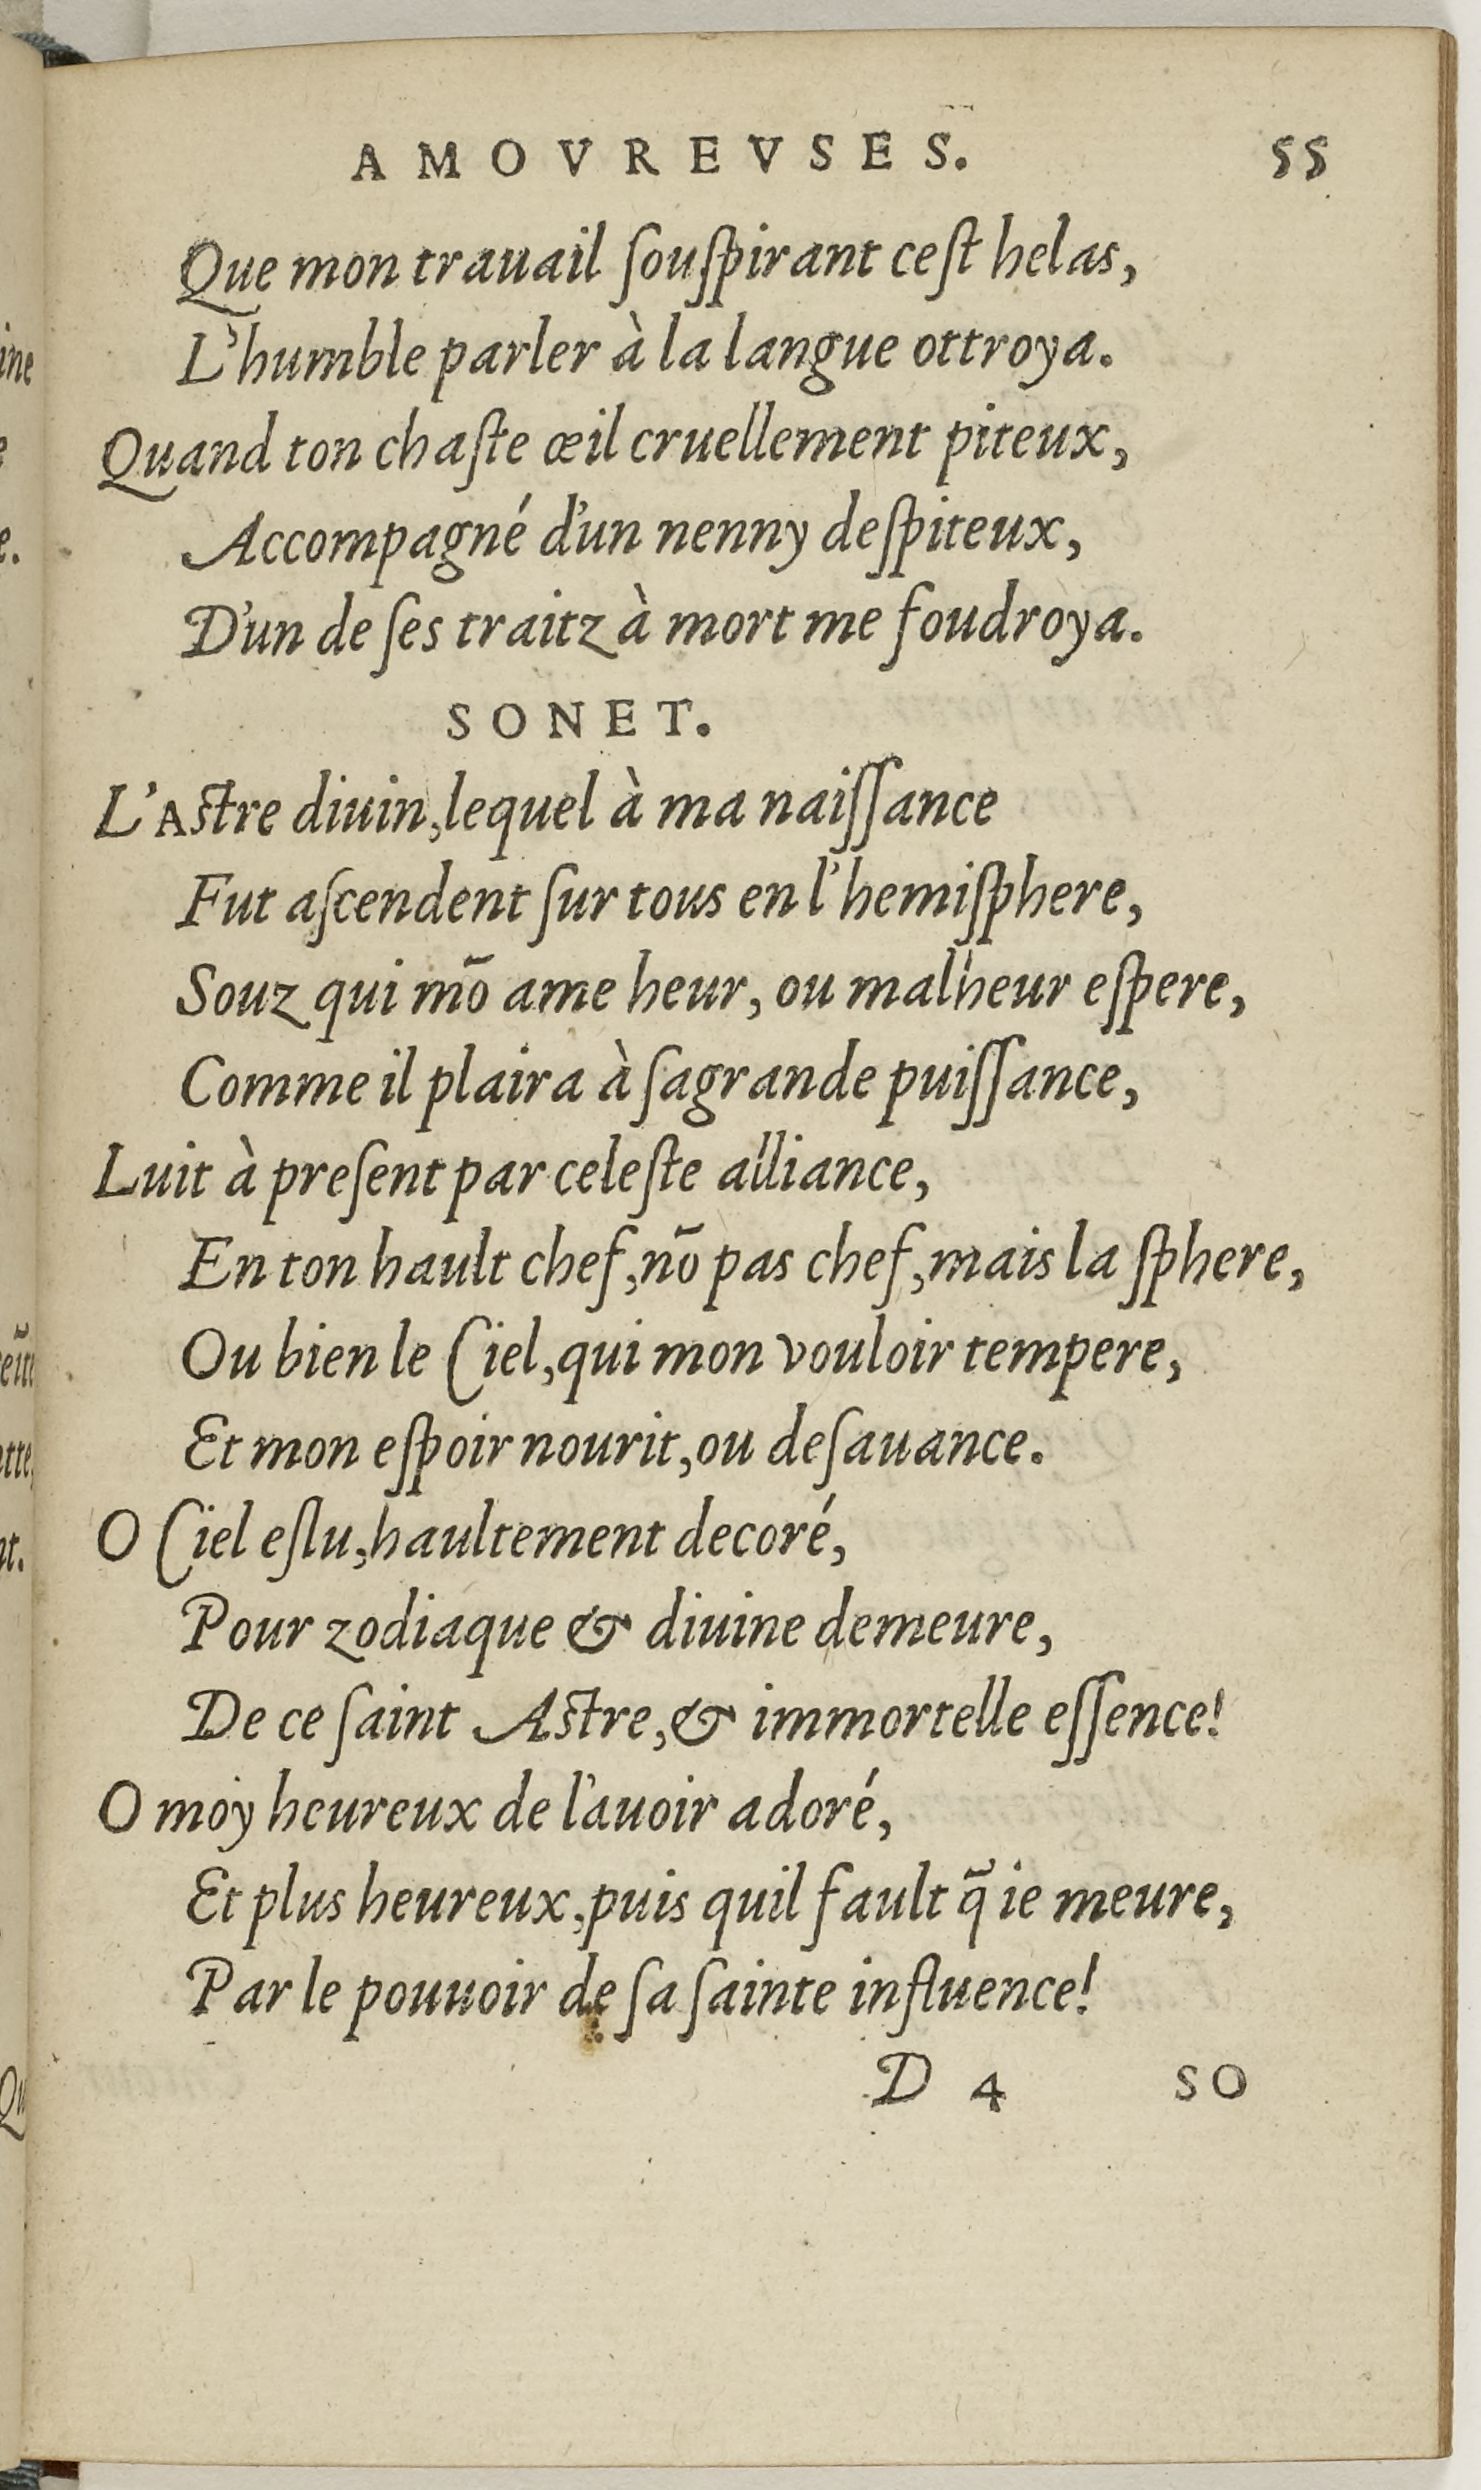 AMOVREVSES. 55
Que mon trauail ſouſpirant ceſt helas,
L'humble parler à la langue ottroya.
Quand ton chaſte œil cruellement piteux,
Accompagné d'un nenny deſpiteux,
D'un de ſes traitz à mort me foudroya.
SONET.
L'Aſtre diuin, lequel à ma naiſſance
Fut aſcendent ſur tous en l'hemiſphere,
Souz qui mō ame heur, ou malheur eſpere,
Comme il plaira à ſa grande puiſſance,
Luit à preſent par celeſte alliance,
En ton hault chef, nō pas chef, mais la ſphere,
Ou bien le Ciel, qui mon vouloir tempere,
Et mon eſpoir nourit, ou deſauance.
O Ciel eſlu, haultement decoré,
Pour zodiaque & diuine demeure,
De ce ſaint Aſtre, & immortelle eſſence!
O moy heureux de l'auoir adoré,
Et plus heureux, puis quil fault q̄ ie meure,
Par le pouuoir de ſa ſainte influence!
D 4 SO